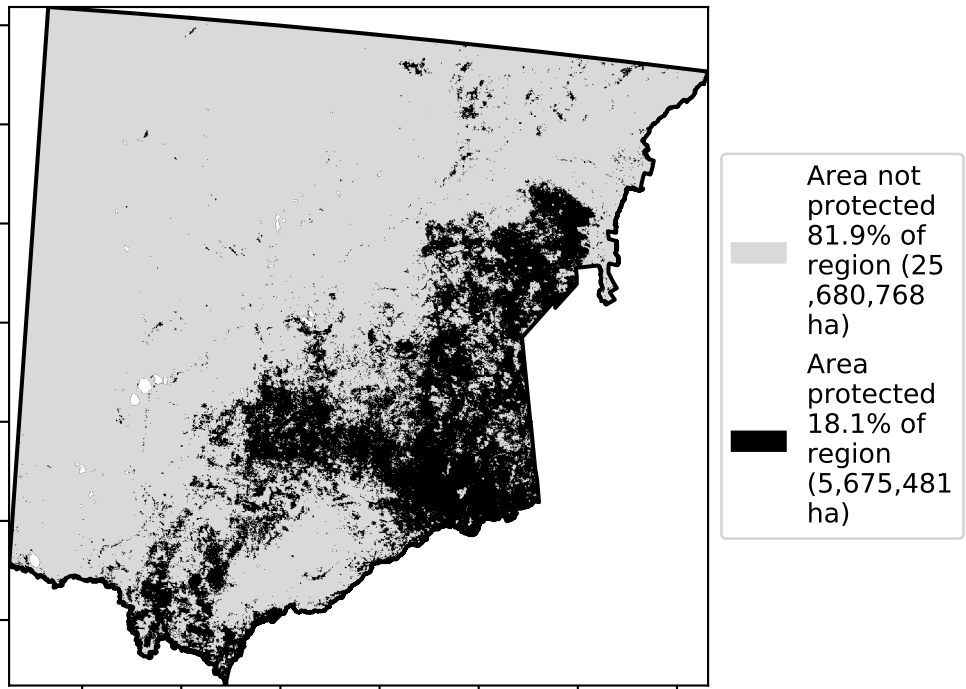 Area not
protected
81.9% of
region (25
,680,768
ha)
Area
protected
18.1% of
region
(5,675,481
ha)